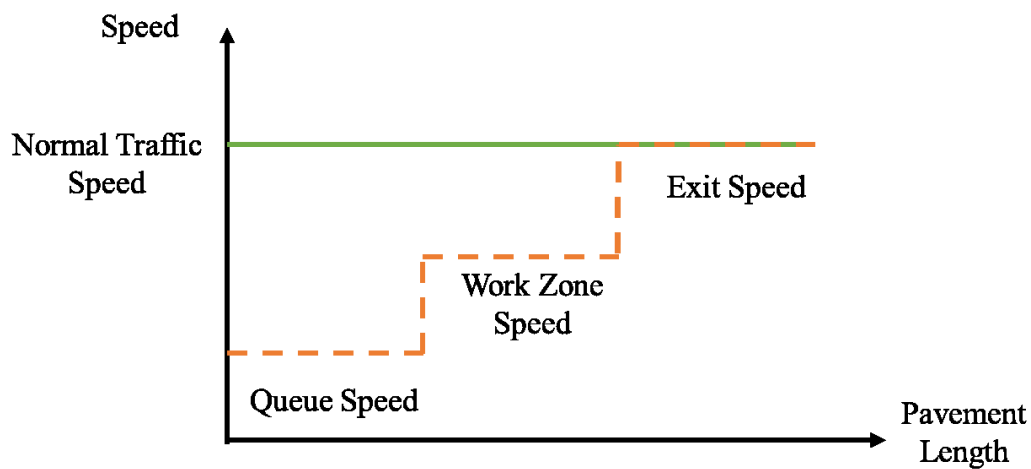 Speed
Normal Traffic
Speed
Exit Speed
Work Zone
Speed
Queue Speed
Pavement
Length